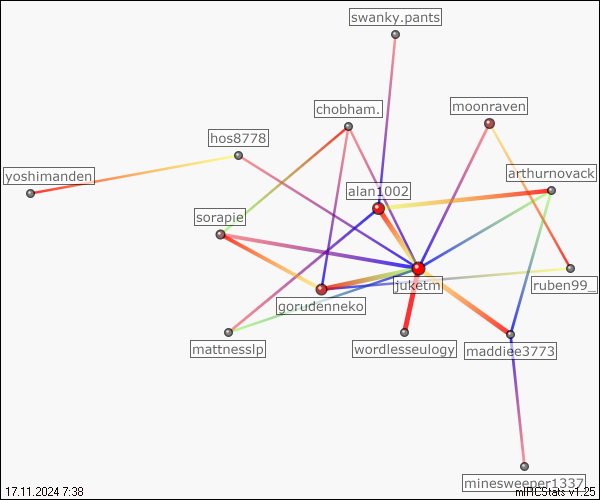 swanky.pants
chobham.
moonraven
hos8778
yoshimanden
arthurnovack
alan1002
sorapie
juketm
ruben99_
gordenneko
mattnesslp
wordlesseulogy
maddiee3773
minesweeper1337
17.11.2024 7:38
mIRCStats v1.25